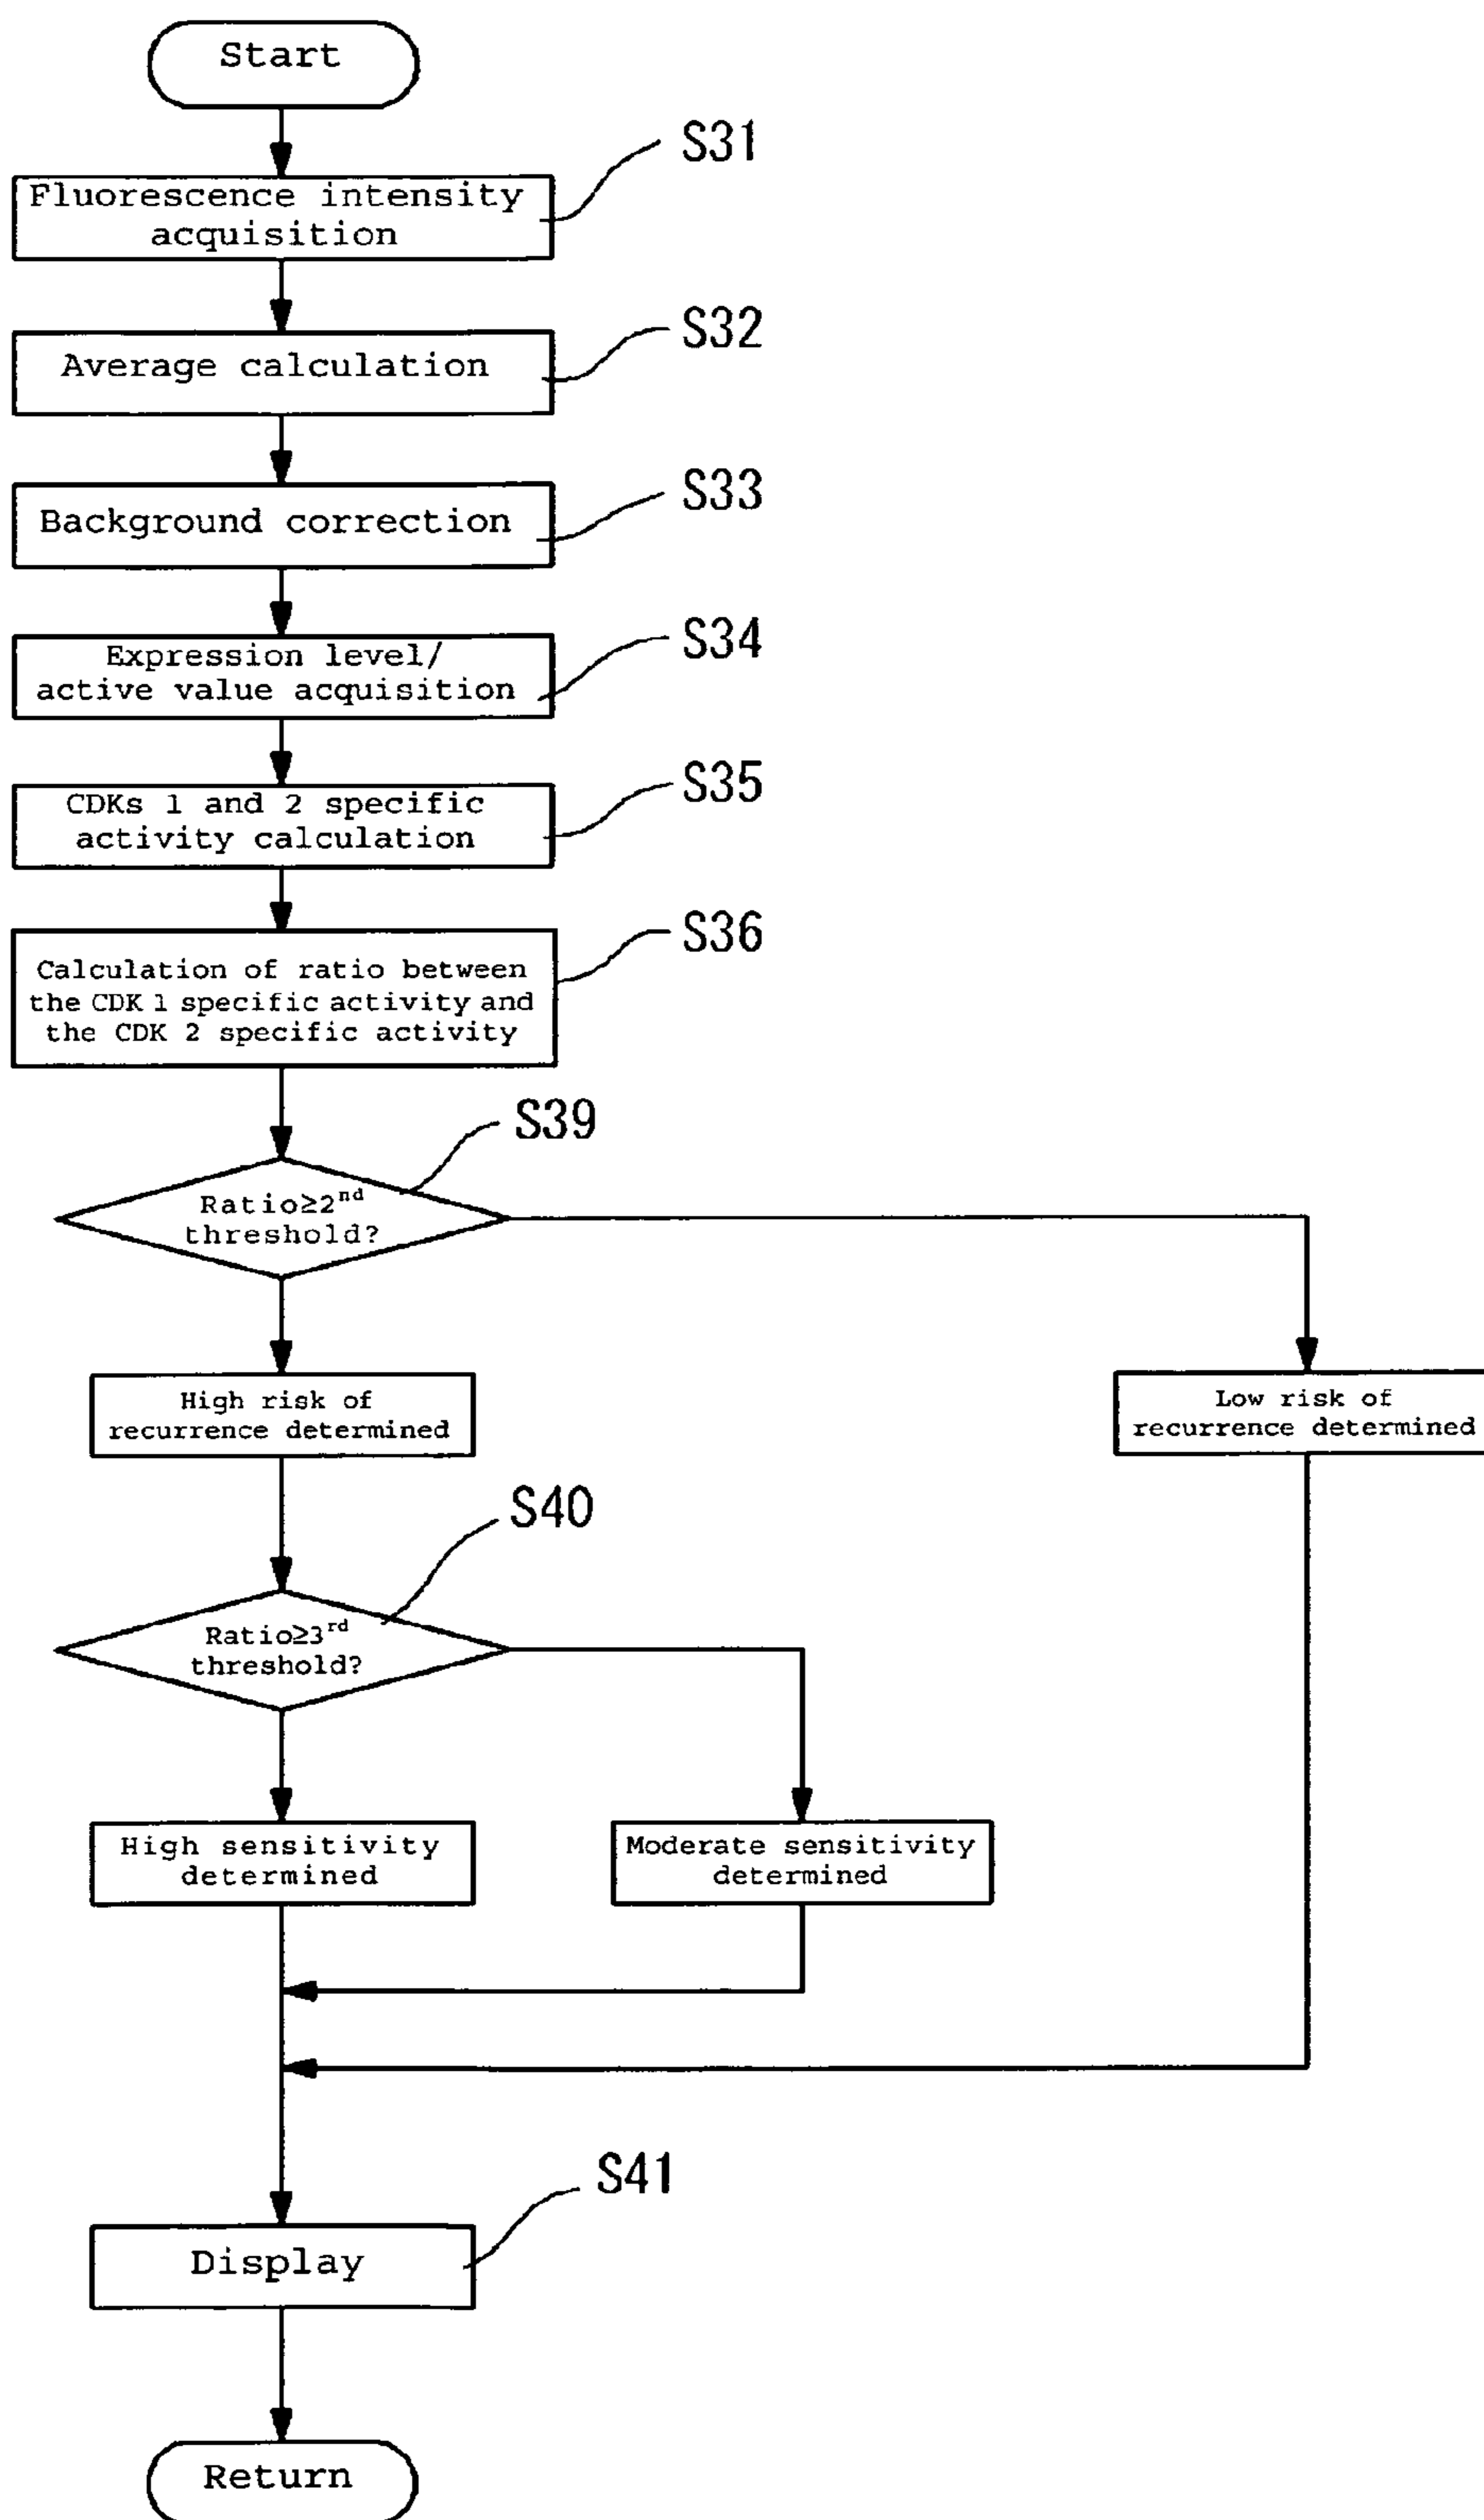 Start
S31
Fluorescence intensity
acquisition
S32
Average calculation
S33
Background correction
S34
Expression level/
active value acquisition
S35
CDKs 1 and 2 specific
activity calculation
S36
Calculation of ratio between
the CDK 1 specific activity and
the CDK 2 specific activity
S39
Ratio≥2nd
threshold?
High risk of
recurrence determined
Low risk of
recurrence determined
S40
Ratio≥3rd
threshold?
High sensitivity
determined
Moderate sensitivity
determined
S41
Display
Return